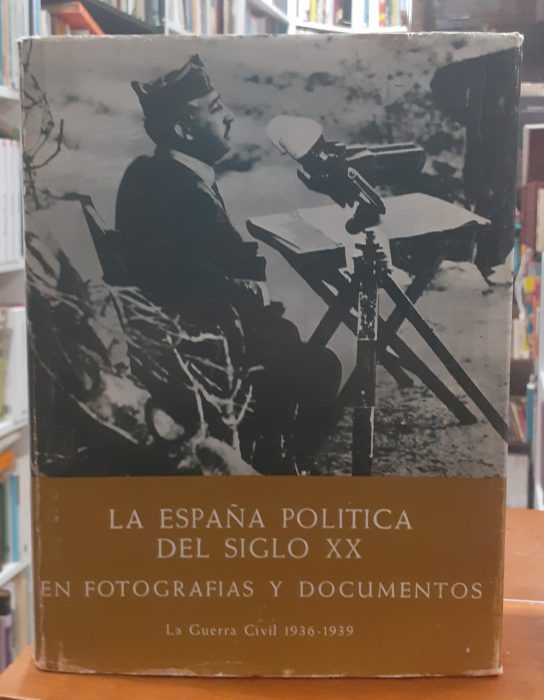 LA ESPAÑA POLITICA
DEL SIGLO XX
EN FOTOGRAFIAS Y DOCUMENTOS
La Guerra Civil 1936-1939